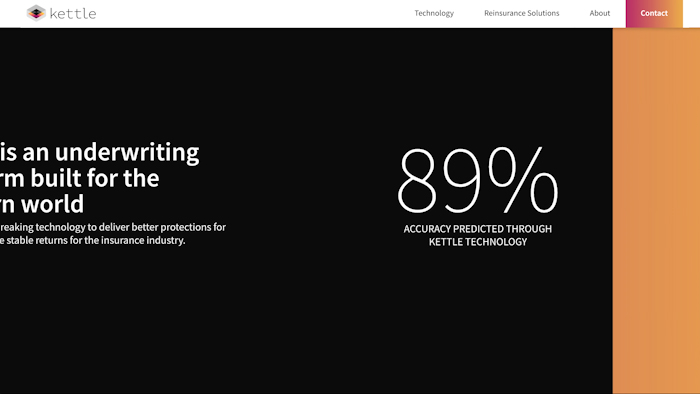 kettle
Technology
Reinsurance Solutions
About
Contact
is an underwriting
rm built for the
rn world
reaking technology to deliver better protections for
e stable returns for the insurance industry.
89%
ACCURACY PREDICTED THROUGH
KETTLE TECHNOLOGY